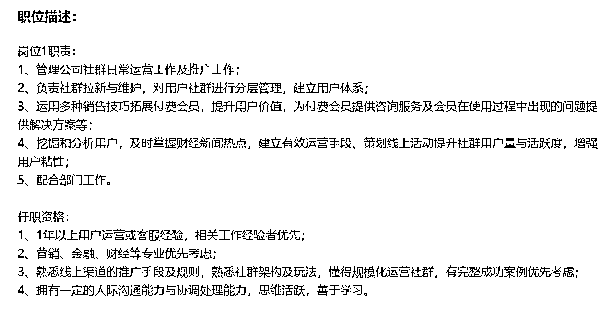 职位描述：
岗位1职责：
1、管理公司社群日常运营工作及推广工作；
2、负责社群拉新与维护，对用户社群进行分层管理，建立用户体系；
3、运用多种销售技巧拓展付费会员，提升用户价值，为付费会员提供咨询服务及会员在使用过程中出现的问题提
供解决方案等；
4、挖掘和分析用户，及时掌握财经新闻热点，建立有效运营手段、策划线上活动提升社群用户量与活跃度，增强
用户粘性；
5、配合部门工作。
任职资格：
1、1年以上用户运营或客服经验，相关工作经验者优先；
2、营销、金融、财经等专业优先考虑；
3、熟悉线上渠道的推广手段及规则，熟悉社群架构及玩法，懂得规模化运营社群，有完整成功案例优先考虑；
4、拥有一定的人际沟通能力与协调处理能力，思维活跃，善于学习。